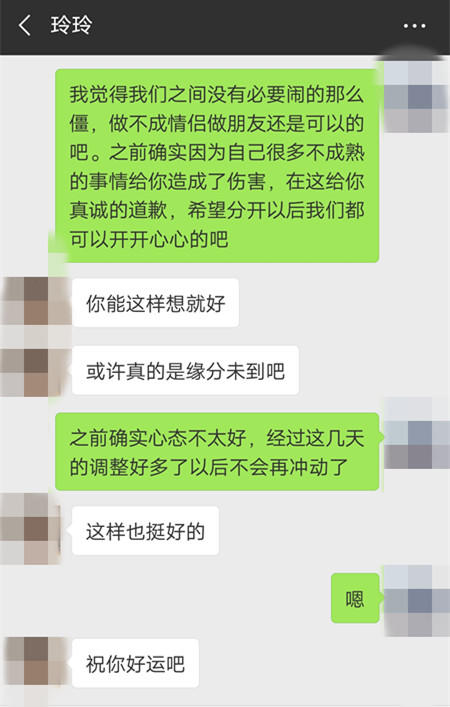 玲玲
我觉得我们之间没有必要闹的那么
僵，做不成情侣做朋友还是可以的
吧。之前确实因为自己很多不成熟
的事情给你造成了伤害，在这给你
真诚的道歉，希望分开以后我们都
可以开开心心的吧
你能这样想就好
或许真的是缘分未到吧
之前确实心态不太好，经过这几天
的调整好多了以后不会再冲动了
这样也挺好的
嗯
祝你好运吧